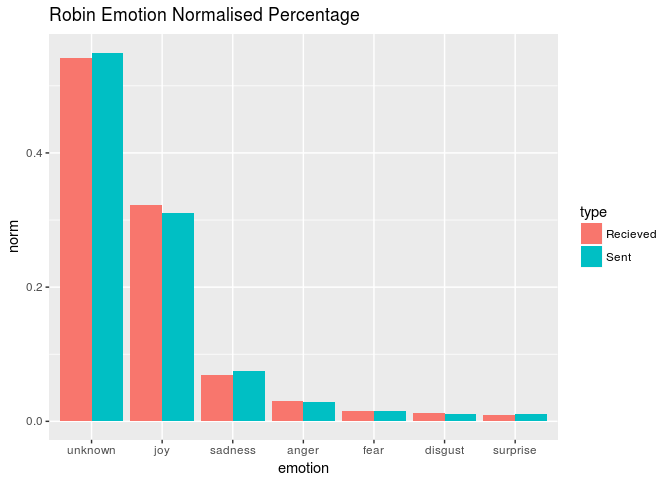 Robin Emotion Normalised Percentage
norm
0.4
0.2
0.0
unknown joy sadness anger fear disgust surprise
emotion
type
Recieved
Sent